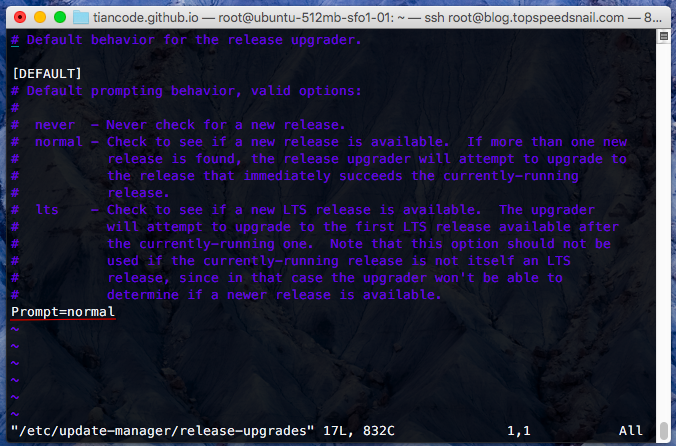 tiancode.github.io — root@ubuntu-512mb-sfo1-01: ~ — ssh root@blog.topspeedsnail.com — 8...
# Default behavior for the release upgrader.
[DEFAULT]
# Default prompting behavior, valid options:
#
#  never  - Never check for a new release.
#  normal - Check to see if a new release is available.  If more than one new
#           release is found, the release upgrader will attempt to upgrade to
#           the release that immediately succeeds the currently-running
#           release.
#  lts    - Check to see if a new LTS release is available.  The upgrader
#           will attempt to upgrade to the first LTS release available after
#           the currently-running one.  Note that this option should not be
#           used if the currently-running release is not itself an LTS
#           release, since in that case the upgrader won't be able to
#           determine if a newer release is available.
Prompt=normal
~
~
~
~
~
~
"/etc/update-manager/release-upgrades" 17L, 832C 1,1 All